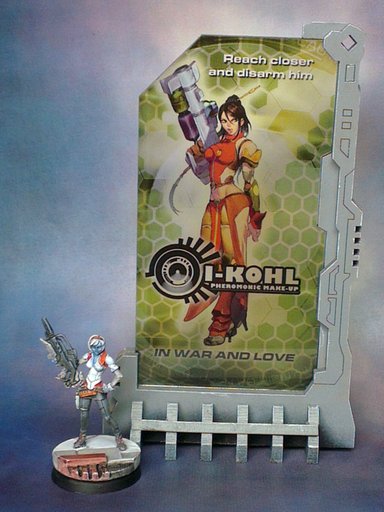 Reach closer
and disarm him
I-KOHL
PHEROMONIC MAKE-UP
IN WAR AND LOVE